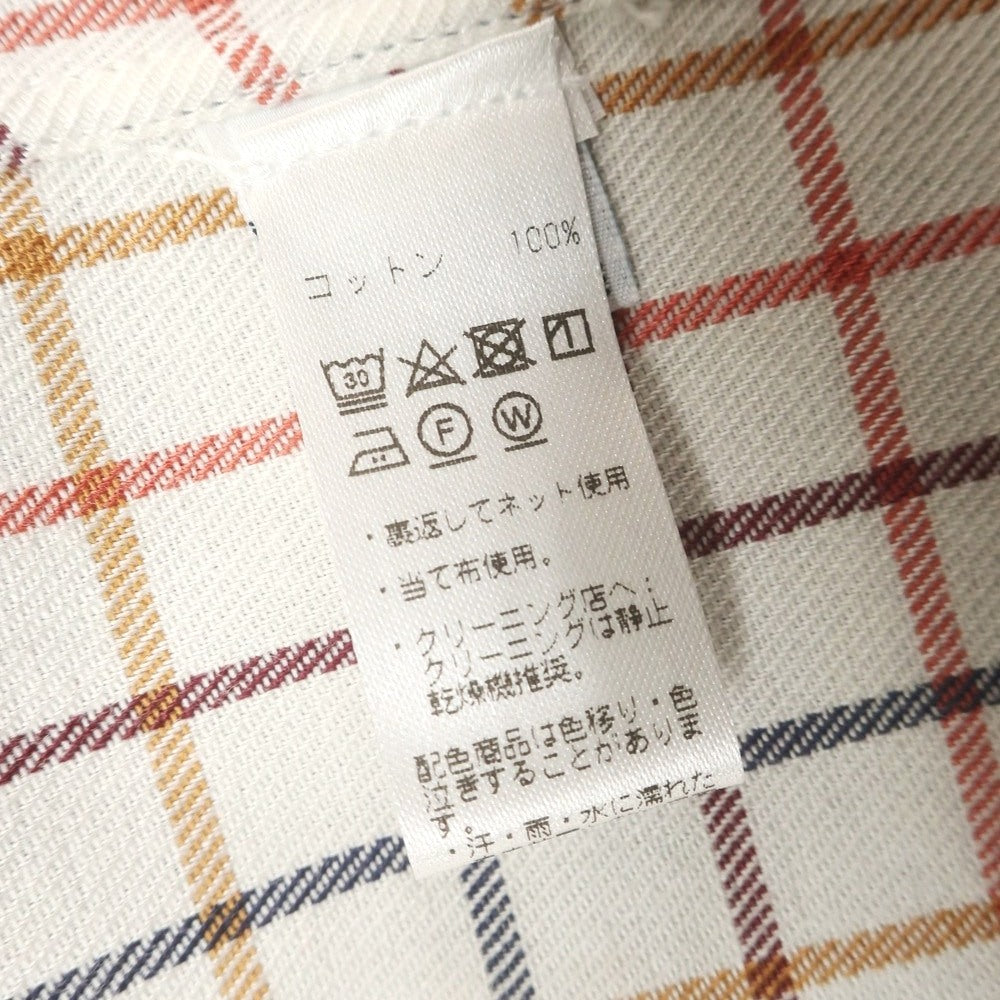 コットン 100%
30
F W
・裏返してネット使用
・当て布使用。
・クリーニング店へ：
クリーニングは静止
乾燥機推奨。
配色商品は色移り・色
泣きすることがありま
す。
・汗・雨・水に濡れた